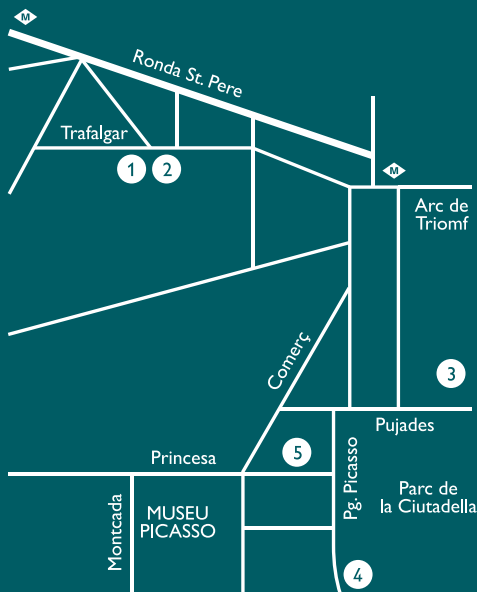 M
Ronda St. Pere
Trafalgar
1
2
M
Arc de
Triomf
Comerç
3
Pujades
Princesa
5
Pg. Picasso
Montcada
MUSEU
PICASSO
Parc de
la Ciutadella
4